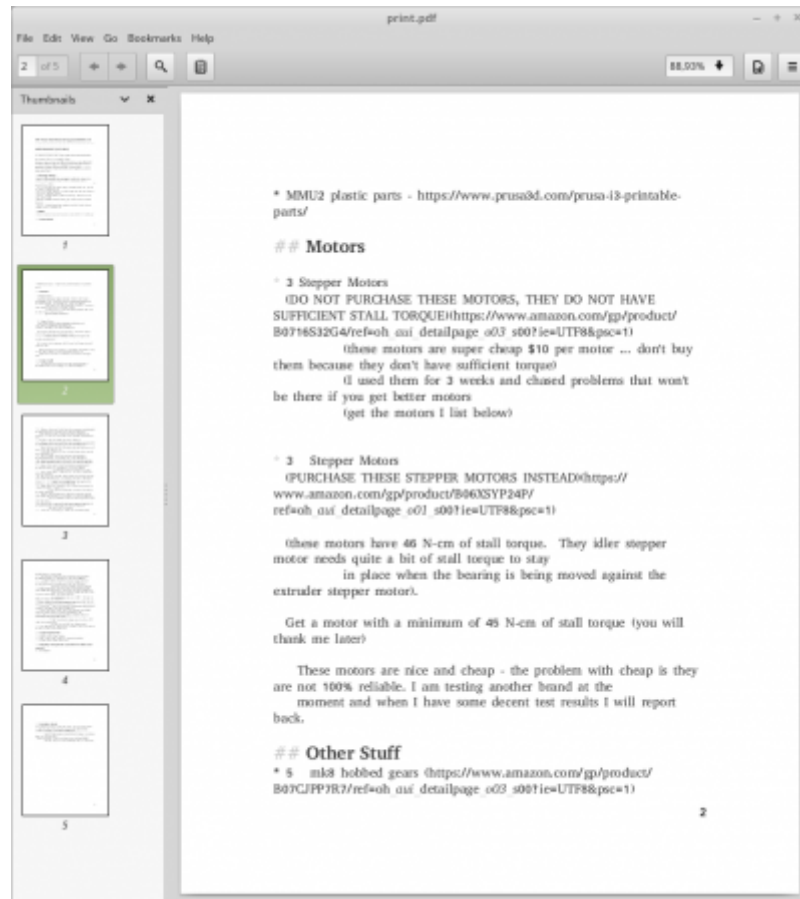 print.pdf
File Edit View Go Bookmarks Help
2 of 5
88,93%
Thumbnails
1
2
3
4
5
* MMU2 plastic parts - https://www.prusa3d.com/prusa-i3-printable-
parts/
## Motors
* 3 Stepper Motors
(DO NOT PURCHASE THESE MOTORS, THEY DO NOT HAVE
SUFFICIENT STALL TORQUE)(https://www.amazon.com/gp/product/
B0716S32G4/ref=oh_aui_detailpage_o03_s00?ie=UTF8&psc=1)
(these motors are super cheap $10 per motor ... don't buy
them because they don't have sufficient torque)
(I used them for 3 weeks and chased problems that won't
be there if you get better motors
(get the motors I list below)
* 3 Stepper Motors
(PURCHASE THESE STEPPER MOTORS INSTEAD)(https://
www.amazon.com/gp/product/B06XSYP24P/
ref=oh_aui_detailpage_o01_s00?ie=UTF8&psc=1)
(these motors have 46 N-cm of stall torque. They idler stepper
motor needs quite a bit of stall torque to stay
in place when the bearing is being moved against the
extruder stepper motor).
Get a motor with a minimum of 45 N-cm of stall torque (you will
thank me later)
These motors are nice and cheap - the problem with cheap is they
are not 100% reliable. I am testing another brand at the
moment and when I have some decent test results I will report
back.
## Other Stuff
* 5 mk8 hobbed gears (https://www.amazon.com/gp/product/
B07CJPP7R7/ref=oh_aui_detailpage_o03_s00?ie=UTF8&psc=1)
2